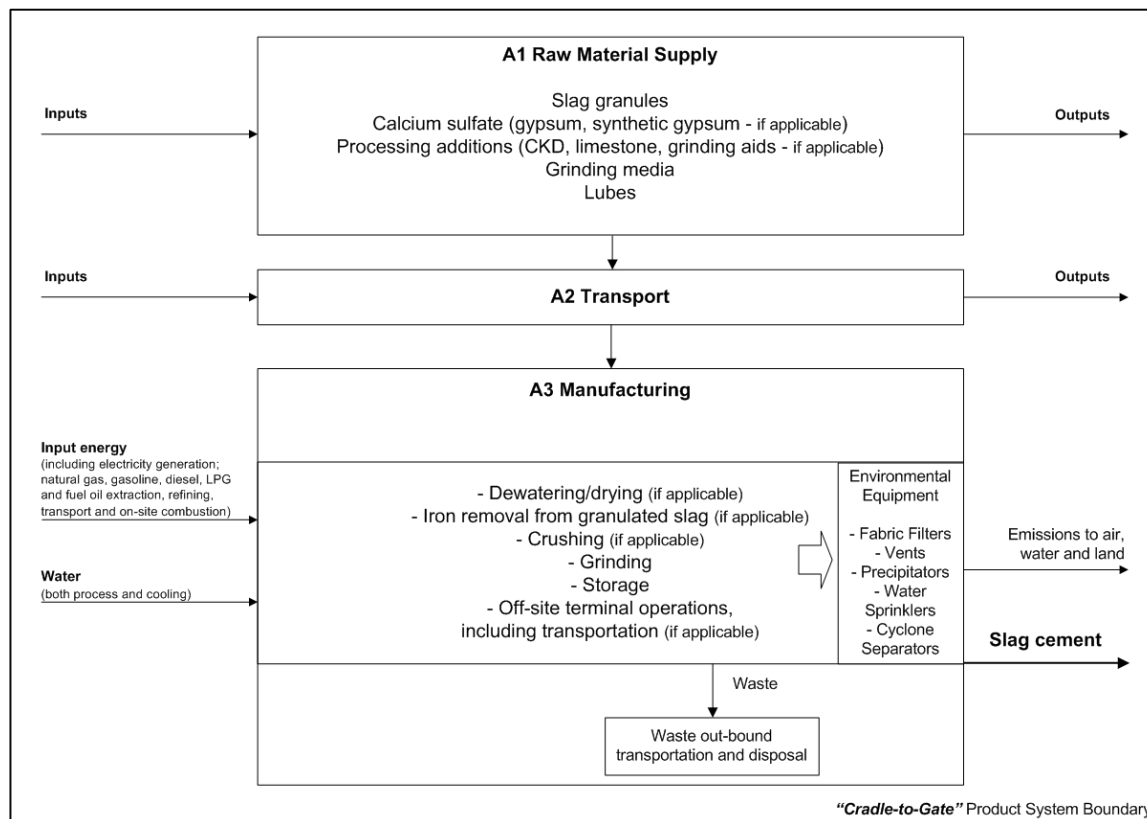 A1 Raw Material Supply
Inputs
Slag granules
Calcium sulfate (gypsum, synthetic gypsum - if applicable)
Processing additions (CKD, limestone, grinding aids - if applicable)
Grinding media
Lubes
Outputs
Inputs
A2 Transport
Outputs
A3 Manufacturing
Input energy
(including electricity generation;
natural gas, gasoline, diesel, LPG
and fuel oil extraction, refining,
transport and on-site combustion)
Water
(both process and cooling)
- Dewatering/drying (if applicable)
- Iron removal from granulated slag (if applicable)
- Crushing (if applicable)
- Grinding
- Storage
- Off-site terminal operations,
including transportation (if applicable)
Environmental
Equipment
- Fabric Filters
- Vents
- Precipitators
- Water
Sprinklers
- Cyclone
Separators
Emissions to air,
water and land
Slag cement
Waste
Waste out-bound
transportation and disposal
“Cradle-to-Gate” Product System Boundary